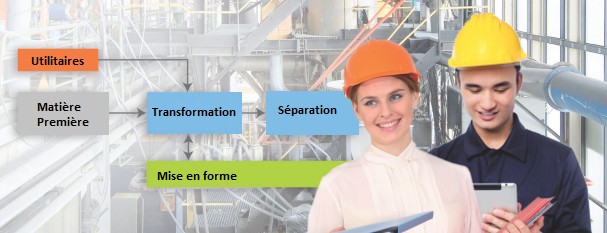 Utilitaires
Matière
Première
Transformation
Séparation
Mise en forme